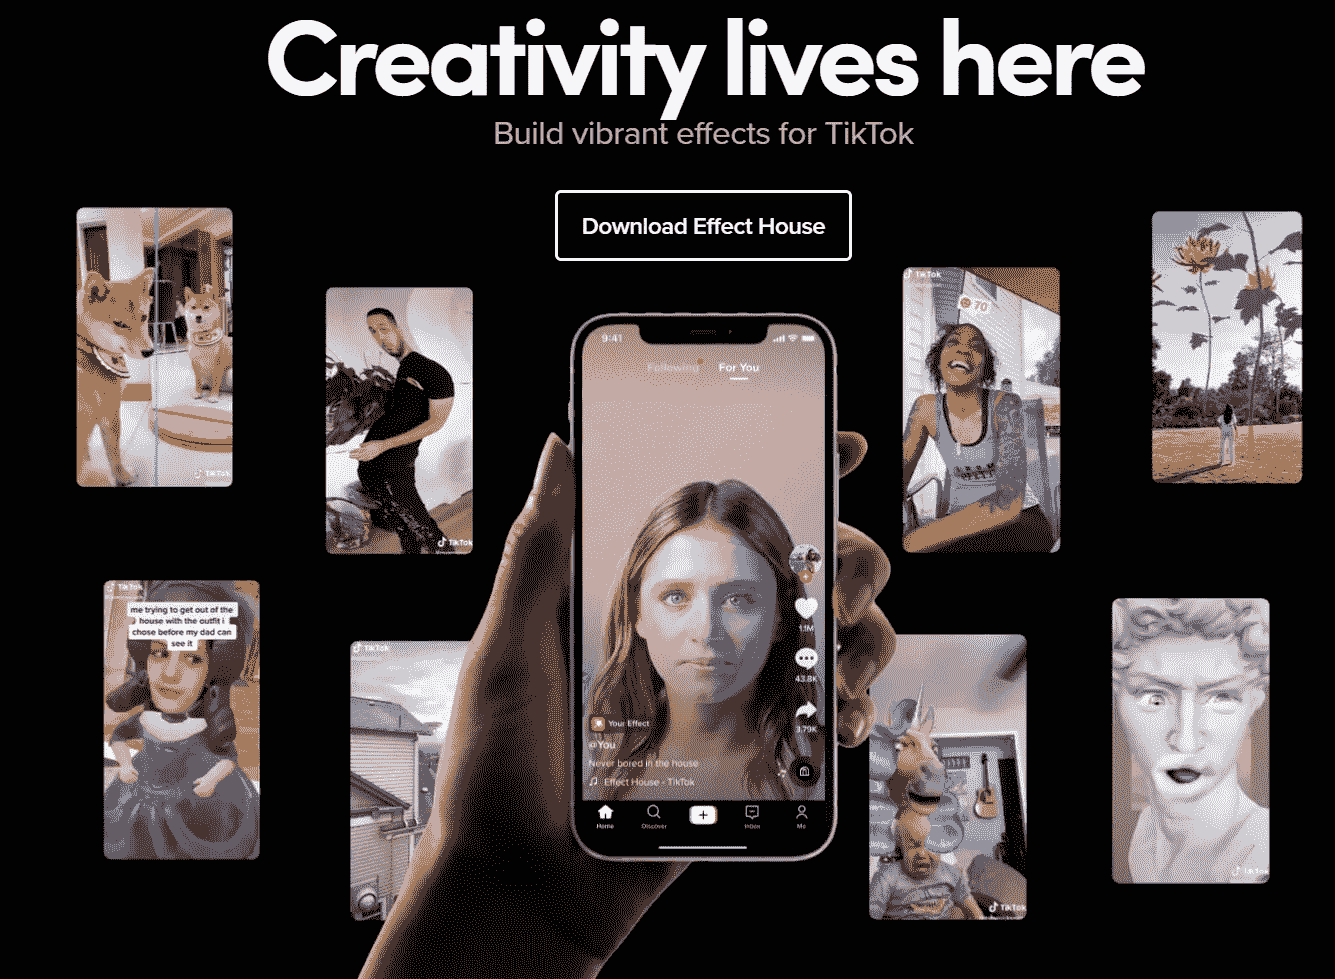 Creativity lives here
Build vibrant effects for TikTok
Download Effect House
TikTok
TikTok
TikTok
70
9:41
Following
For You
1.1M
43.8K
3.79K
Your Effect
@You
Never bored in the house
Effect House - TikTok
Home
Discover
Inbox
Me
TikTok
me trying to get out of the
house with the outfit i
chose before my dad can
see it
TikTok
TikTok
TikTok